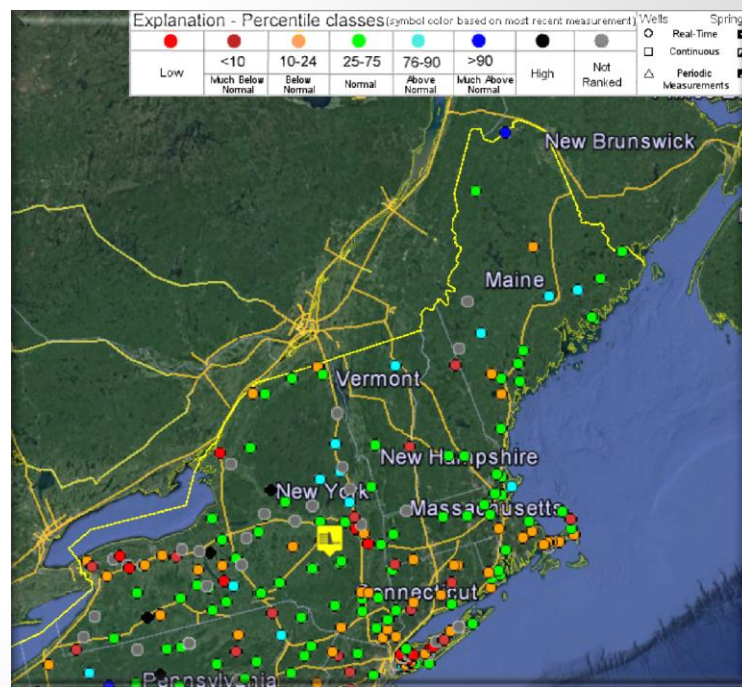 Explanation - Percentile classes (symbol color based on most recent measurement)
Wells Spring
Low
<10
Much Below
Normal
10-24
Below
Normal
25-75
Normal
76-90
Above
Normal
>90
Much Above
Normal
High
Not
Ranked
Real-Time
Continuous
Periodic
Measurements
New Brunswick
Maine
Vermont
New Hampshire
New York
Massachusetts
Connecticut
Pennsylvania